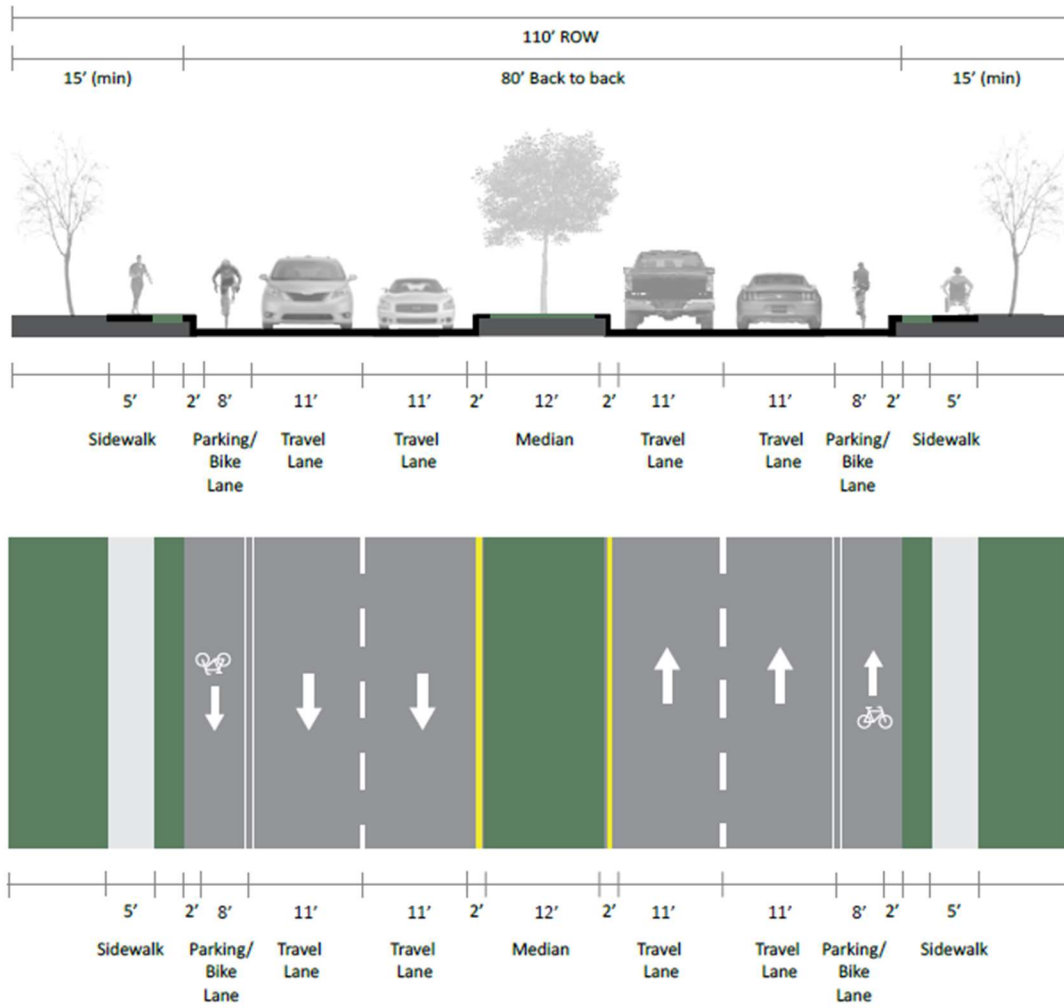 110’ ROW
15’ (min) 80’ Back to back 15’ (min)
5’ 2’ 8’ 11’ 11’ 2’ 12’ 2’ 11’ 11’ 8’ 2’ 5’
Sidewalk Parking/ Travel Travel Median Travel Travel Parking/ Sidewalk
Bike Lane Lane Lane Lane Bike
Lane Lane
5’ 2’ 8’ 11’ 11’ 2’ 12’ 2’ 11’ 11’ 8’ 2’ 5’
Sidewalk Parking/ Travel Travel Median Travel Travel Parking/ Sidewalk
Bike Lane Lane Lane Lane Bike
Lane Lane